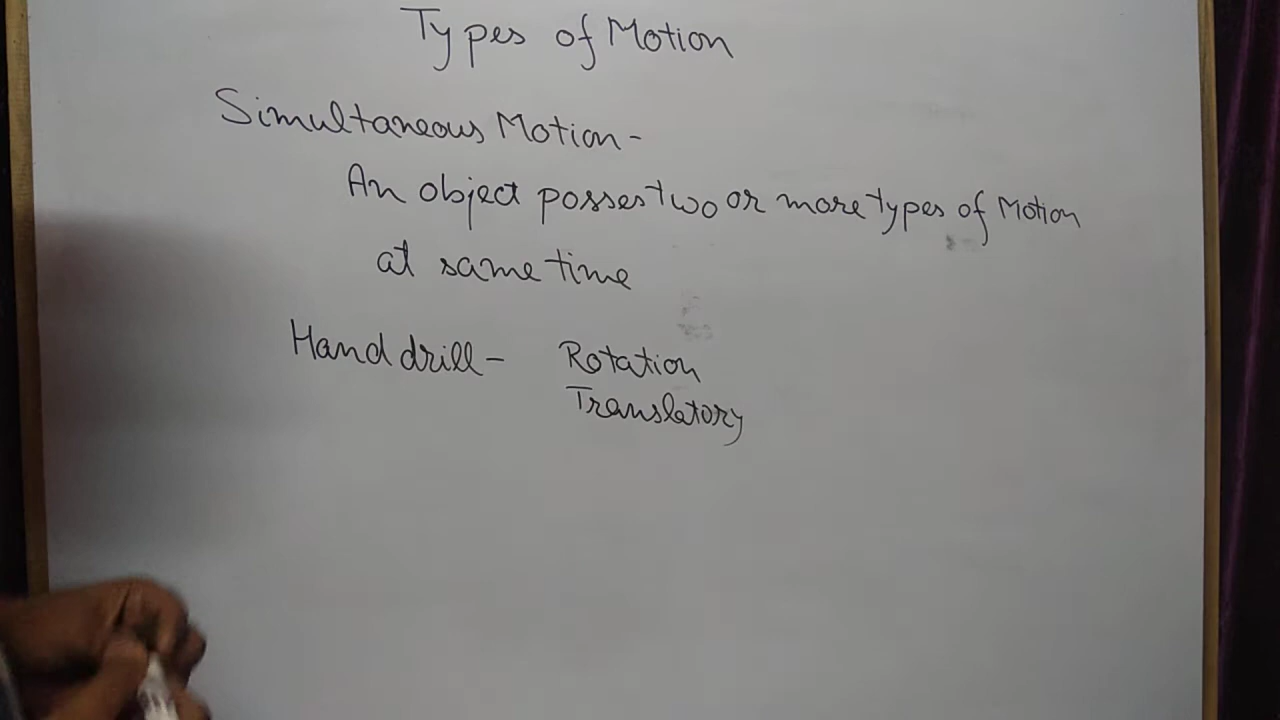 Types of Motion
Simultaneous Motion-
An object posses two or more types of Motion
at same time
Hand drill- Rotation
Translatory